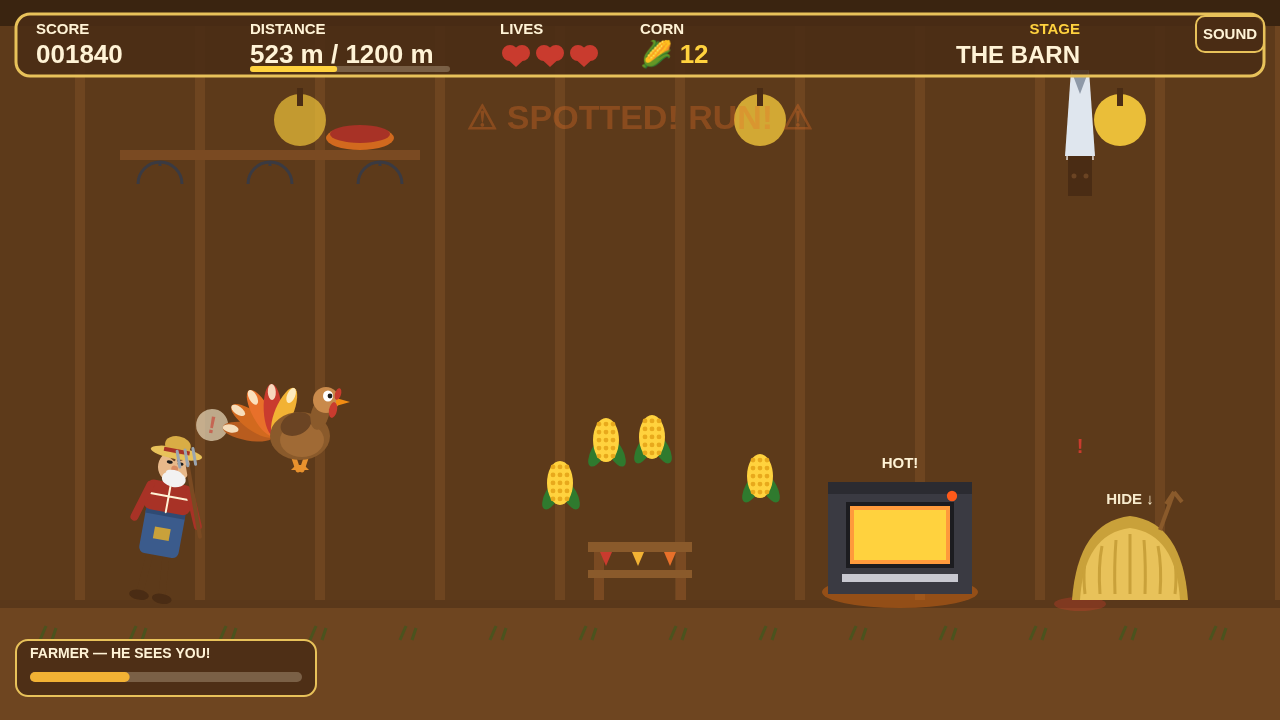 SCORE
001840
DISTANCE
523 m / 1200 m
LIVES
CORN
12
STAGE
THE BARN
SOUND
⚠ SPOTTED! RUN! ⚠
!
HOT!
!
HIDE ↓
FARMER — HE SEES YOU!